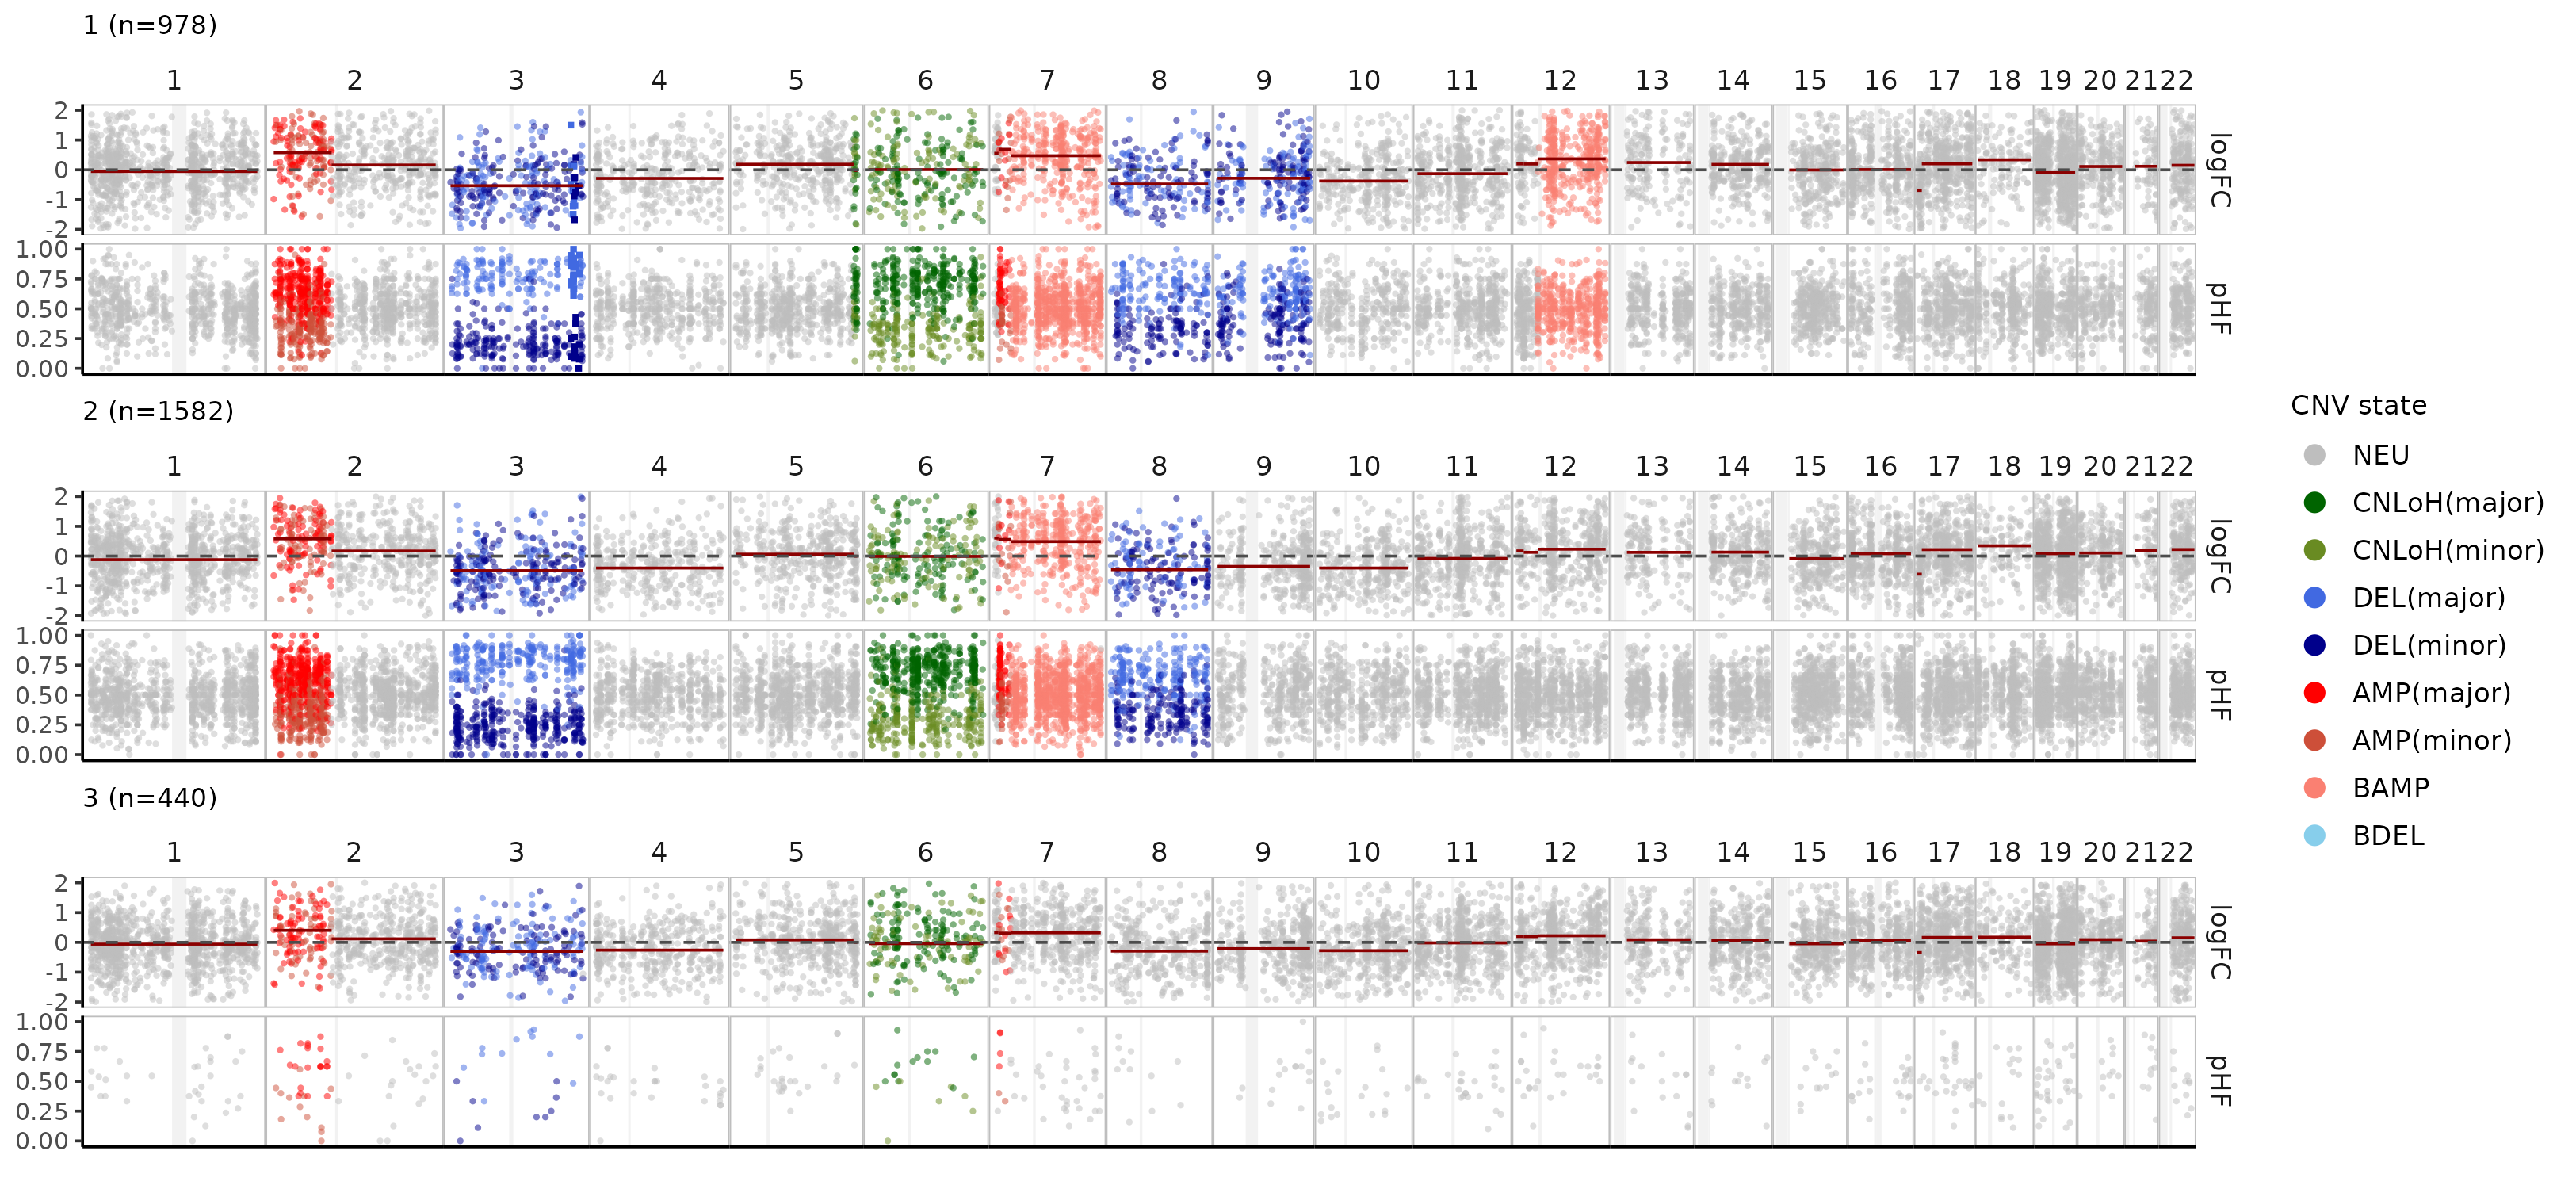 1 (n=978)
1 2 3 4 5 6 7 8 9 10 11 12 13 14 15 16 17 18 19 20 21 22
2
1
0
-1
-2
logFC
1.00
0.75
0.50
0.25
0.00
pHF
2 (n=1582)
1 2 3 4 5 6 7 8 9 10 11 12 13 14 15 16 17 18 19 20 21 22
2
1
0
-1
-2
logFC
1.00
0.75
0.50
0.25
0.00
pHF
3 (n=440)
1 2 3 4 5 6 7 8 9 10 11 12 13 14 15 16 17 18 19 20 21 22
2
1
0
-1
-2
logFC
1.00
0.75
0.50
0.25
0.00
pHF
CNV state
NEU
CNLoH(major)
CNLoH(minor)
DEL(major)
DEL(minor)
AMP(major)
AMP(minor)
BAMP
BDEL